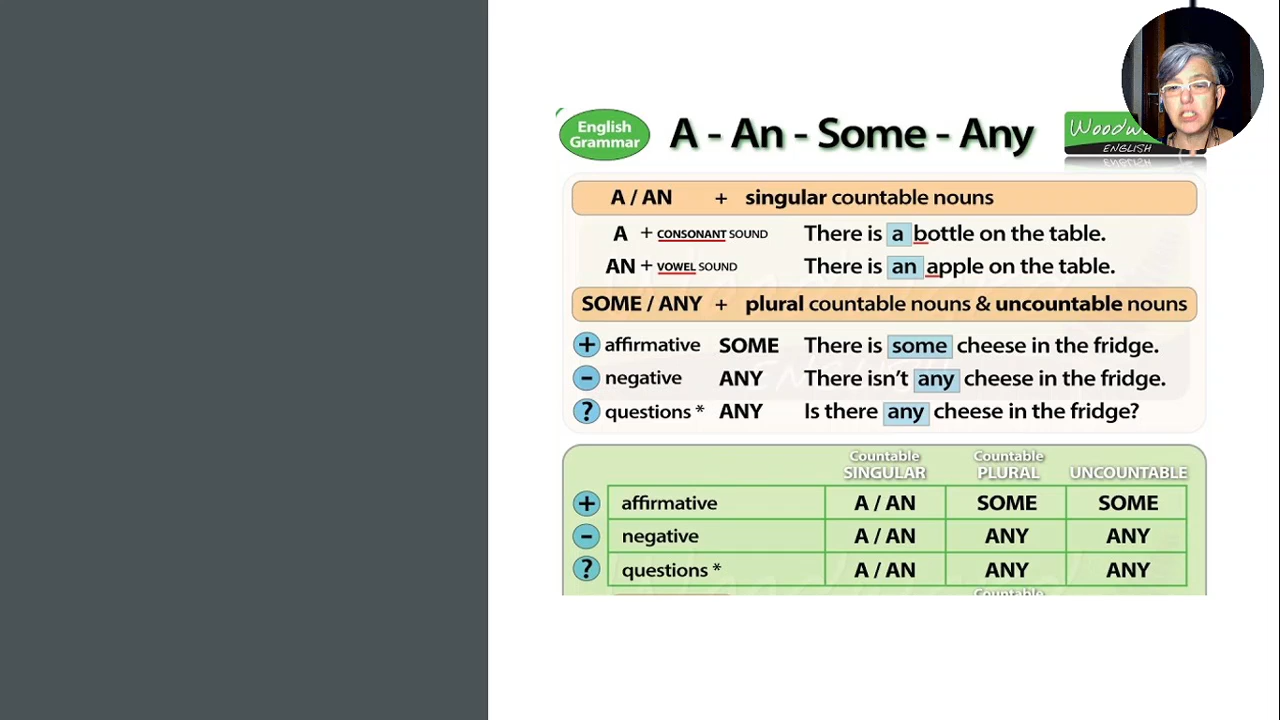 English
Grammar
A - An - Some - Any
ENGLISH
A / AN + singular countable nouns
A + CONSONANT SOUND There is a bottle on the table.
AN + VOWEL SOUND There is an apple on the table.
SOME / ANY + plural countable nouns & uncountable nouns
+ affirmative SOME There is some cheese in the fridge.
− negative ANY There isn't any cheese in the fridge.
? questions * ANY Is there any cheese in the fridge?
Countable SINGULAR Countable PLURAL UNCOUNTABLE
+ affirmative A / AN SOME SOME
− negative A / AN ANY ANY
? questions * A / AN ANY ANY
Countable